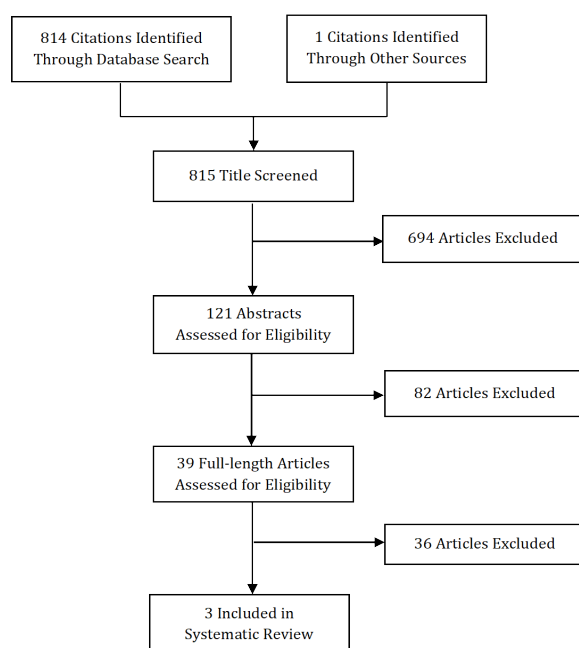 814 Citations Identified
Through Database Search
1 Citations Identified
Through Other Sources
815 Title Screened
694 Articles Excluded
121 Abstracts
Assessed for Eligibility
82 Articles Excluded
39 Full-length Articles
Assessed for Eligibility
36 Articles Excluded
3 Included in
Systematic Review